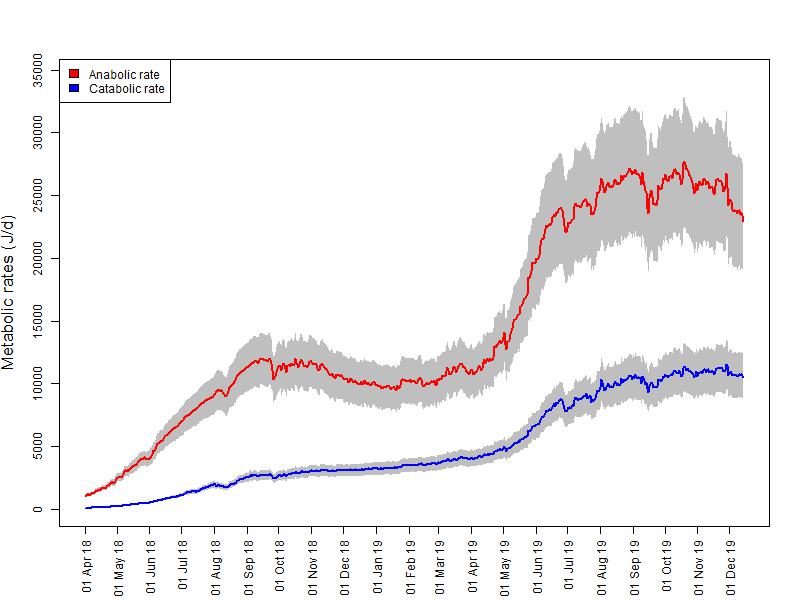 Anabolic rate
Catabolic rate
Metabolic rates (J/d)
35000
30000
25000
20000
15000
10000
5000
0
01 Apr 18
01 May 18
01 Jun 18
01 Jul 18
01 Aug 18
01 Sep 18
01 Oct 18
01 Nov 18
01 Dec 18
01 Jan 19
01 Feb 19
01 Mar 19
01 Apr 19
01 May 19
01 Jun 19
01 Jul 19
01 Aug 19
01 Sep 19
01 Oct 19
01 Nov 19
01 Dec 19